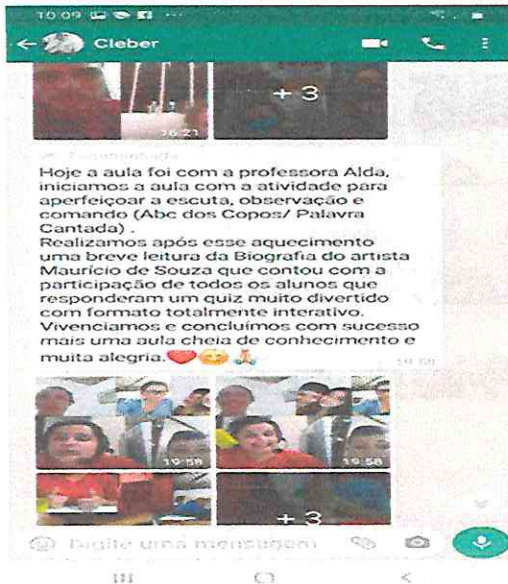 10:09
Cleber
16:21
+ 3
Encaminhada
Hoje a aula foi com a professora Alda,
iniciamos a aula com a atividade para
aperfeiçoar a escuta, observação e
comando (Abc dos Copos/ Palavra
Cantada) .
Realizamos após esse aquecimento
uma breve leitura da Biografia do artista
Maurício de Souza que contou com a
participação de todos os alunos que
responderam um quiz muito divertido
com formato totalmente interativo.
Vivenciamos e concluímos com sucesso
mais uma aula cheia de conhecimento e
muita alegria.❤️😊🙏
19:58
19:58
19:58
+ 3
Digite uma mensagem